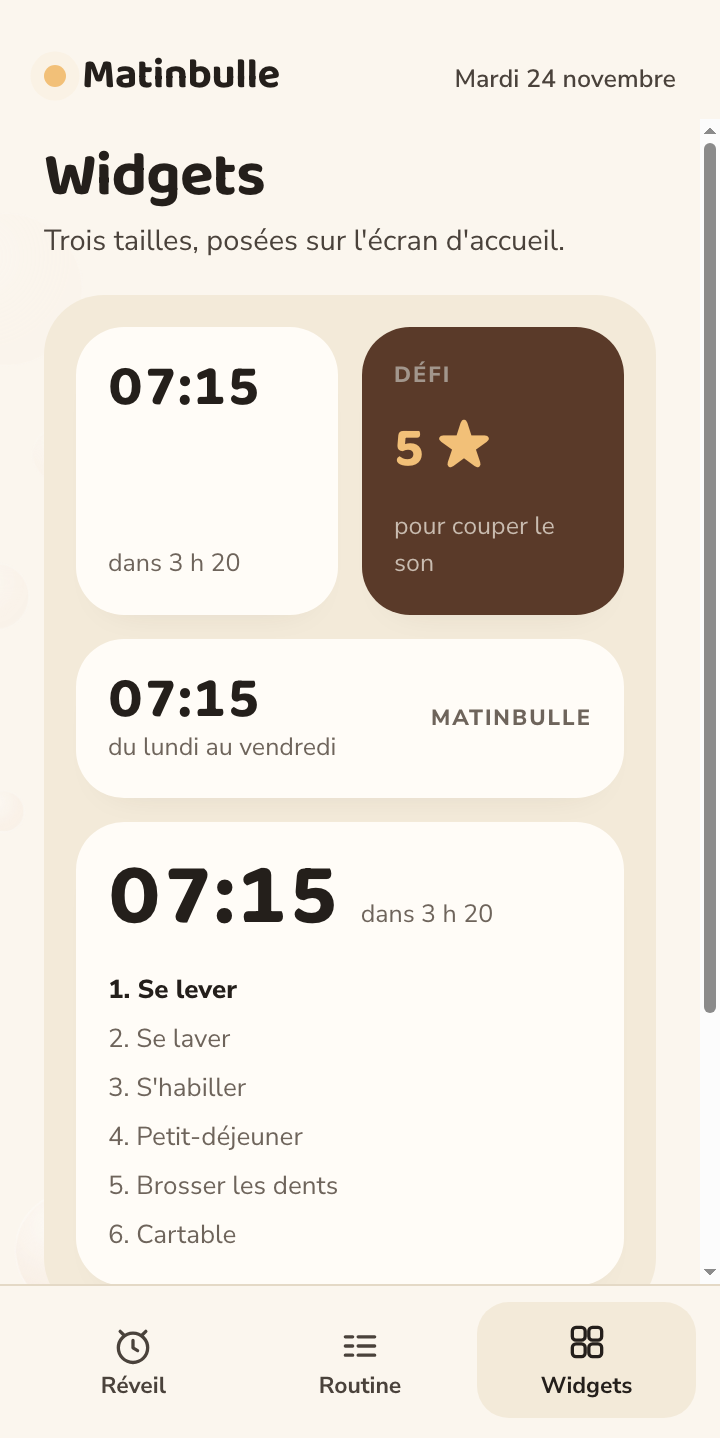 Matinbulle
Mardi 24 novembre
Widgets
Trois tailles, posées sur l'écran d'accueil.
07:15
dans 3 h 20
DÉFI
5
pour couper le
son
07:15
du lundi au vendredi
MATINBULLE
07:15
dans 3 h 20
1. Se lever
2. Se laver
3. S'habiller
4. Petit-déjeuner
5. Brosser les dents
6. Cartable
Réveil
Routine
Widgets